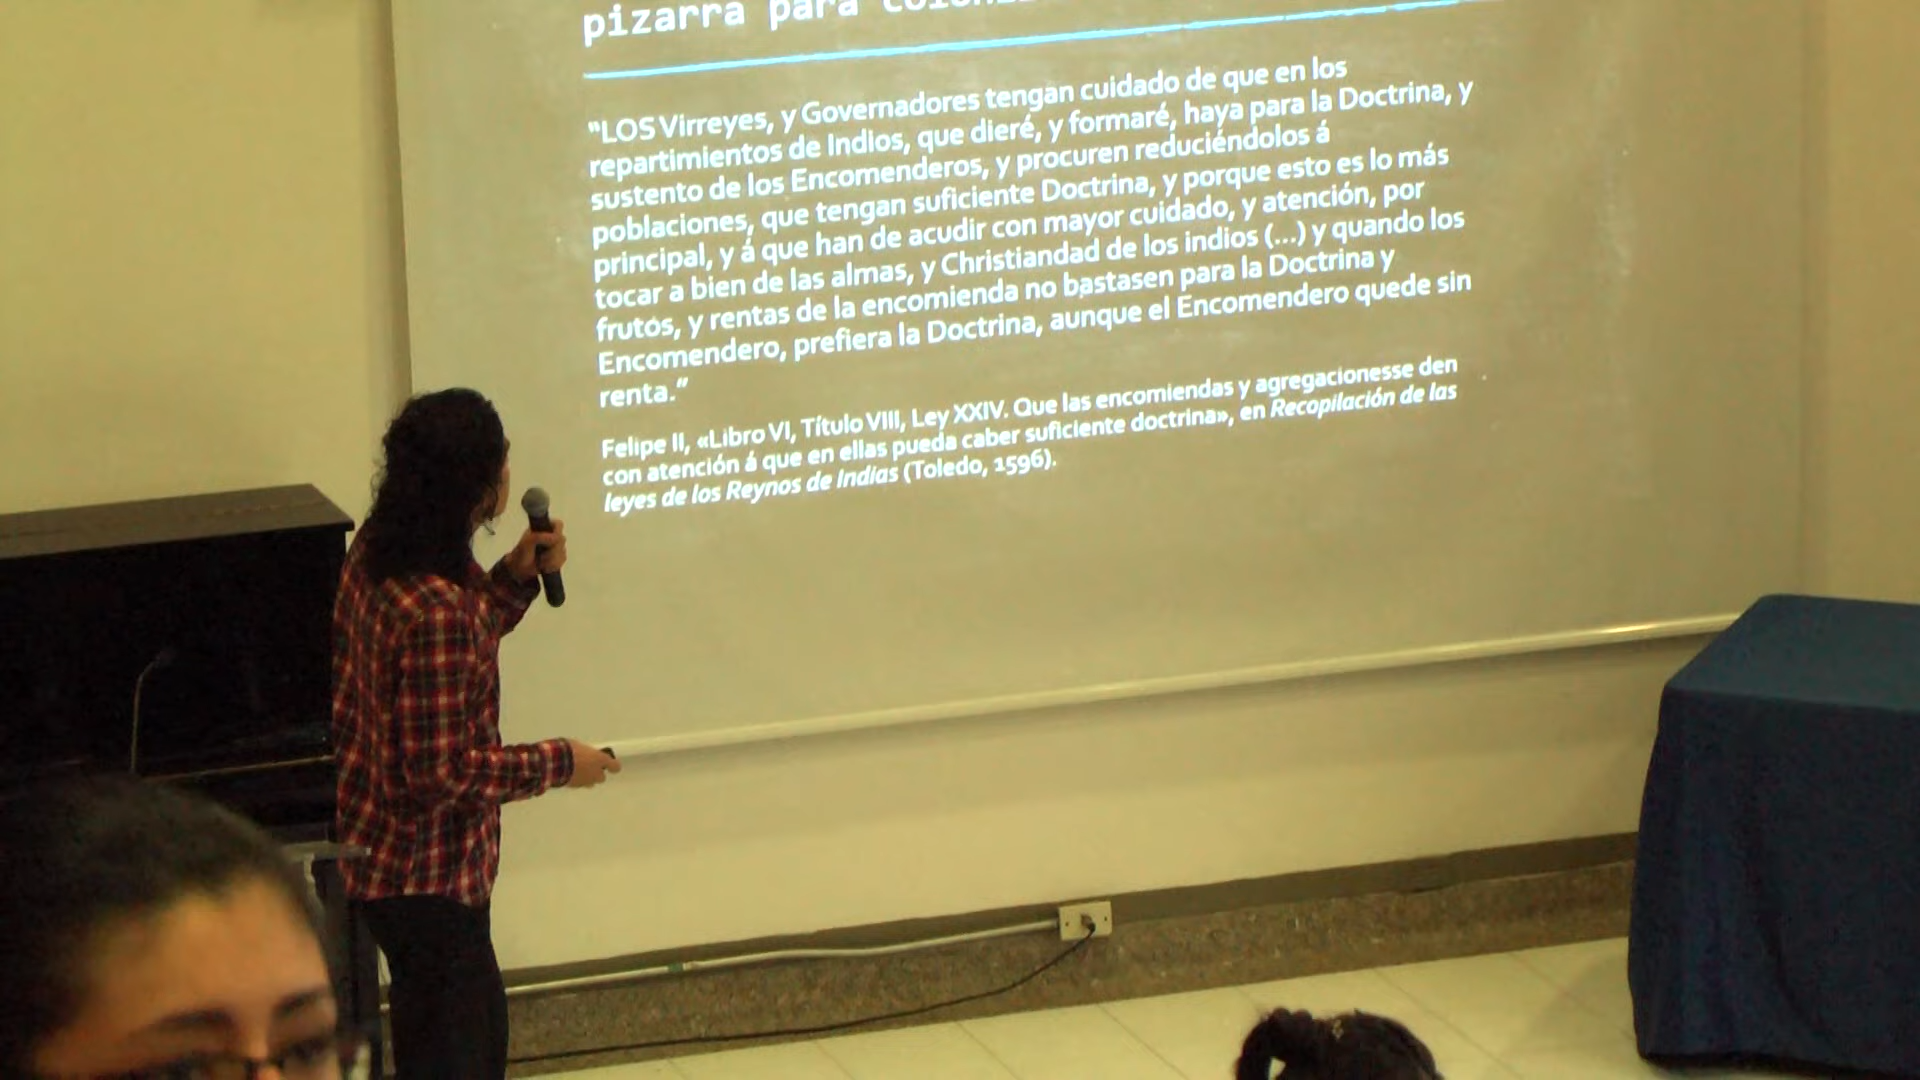 pizarra para
"LOS Virreyes, y Governadores tengan cuidado de que en los
repartimientos de Indios, que dieré, y formaré, haya para la Doctrina, y
sustento de los Encomenderos, y procuren reduciéndolos á
poblaciones, que tengan suficiente Doctrina, y porque esto es lo más
principal, y á que han de acudir con mayor cuidado, y atención, por
tocar a bien de las almas, y Christiandad de los indios (...) y quando los
frutos, y rentas de la encomienda no bastasen para la Doctrina y
Encomendero, prefiera la Doctrina, aunque el Encomendero quede sin
renta."
Felipe II, «Libro VI, Título VIII, Ley XXIV. Que las encomiendas y agregacionesse den
con atención á que en ellas pueda caber suficiente doctrina», en Recopilación de las
leyes de los Reynos de Indias (Toledo, 1596).